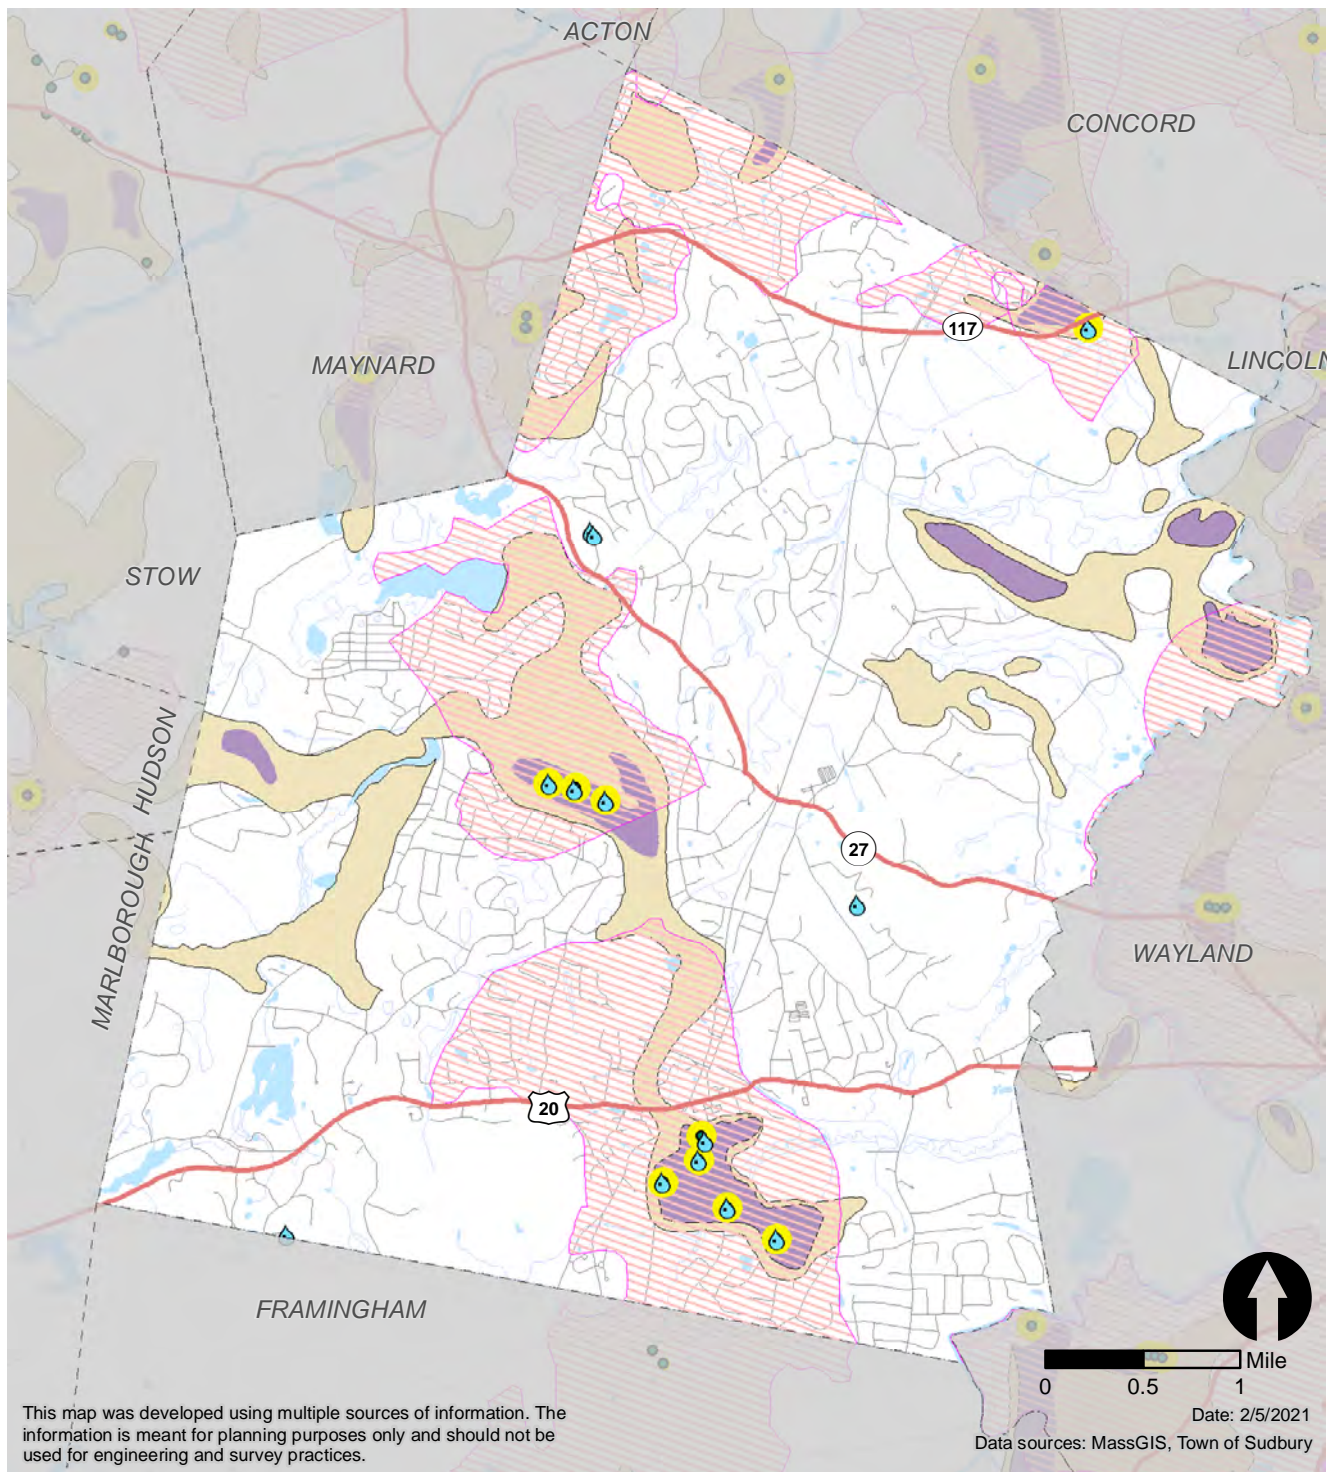 ACTON
CONCORD
117
LINCOLN
MAYNARD
STOW
HUDSON
MARLBOROUGH
27
WAYLAND
20
FRAMINGHAM
Mile
0 0.5 1
This map was developed using multiple sources of information. The
information is meant for planning purposes only and should not be
used for engineering and survey practices.
Date: 2/5/2021
Data sources: MassGIS, Town of Sudbury